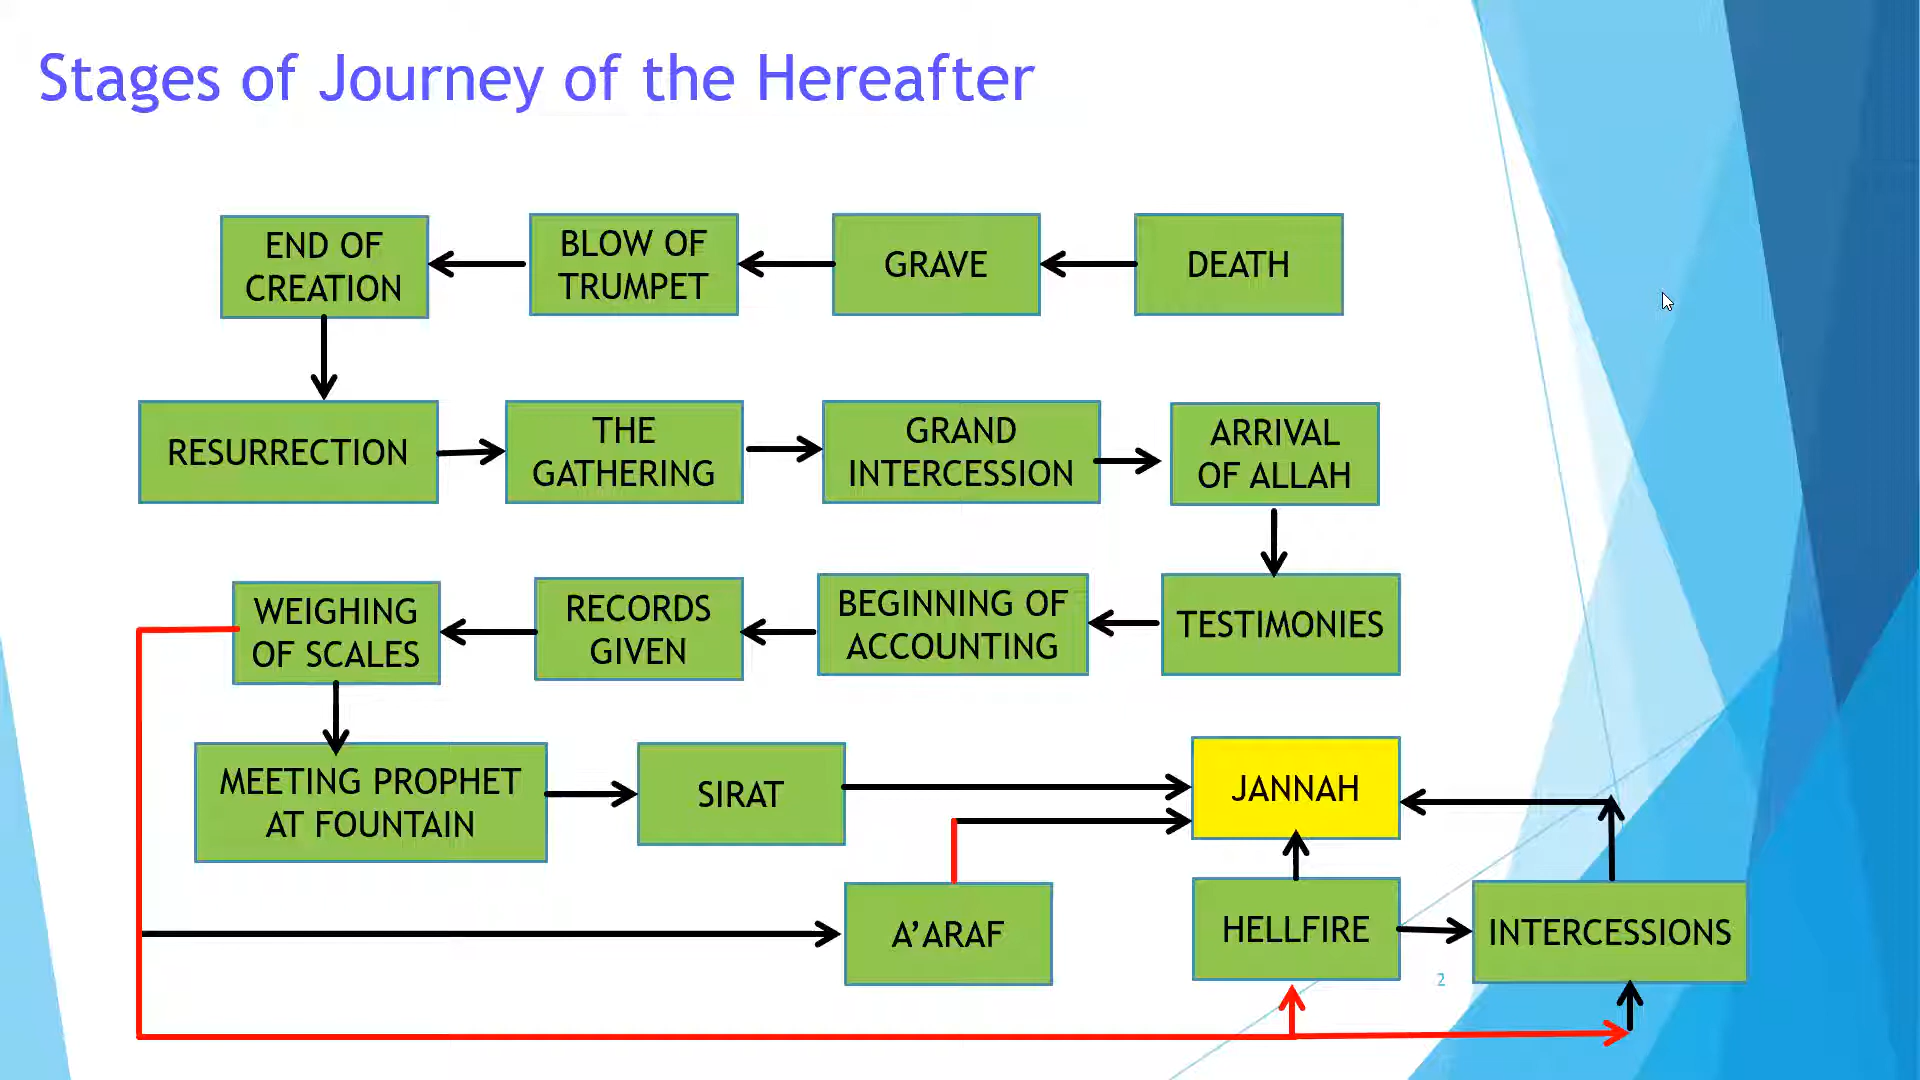 Stages of Journey of the Hereafter
END OF
CREATION
BLOW OF
TRUMPET
GRAVE
DEATH
RESURRECTION
THE
GATHERING
GRAND
INTERCESSION
ARRIVAL
OF ALLAH
WEIGHING
OF SCALES
RECORDS
GIVEN
BEGINNING OF
ACCOUNTING
TESTIMONIES
MEETING PROPHET
AT FOUNTAIN
SIRAT
JANNAH
A’ARAF
HELLFIRE
INTERCESSIONS
2